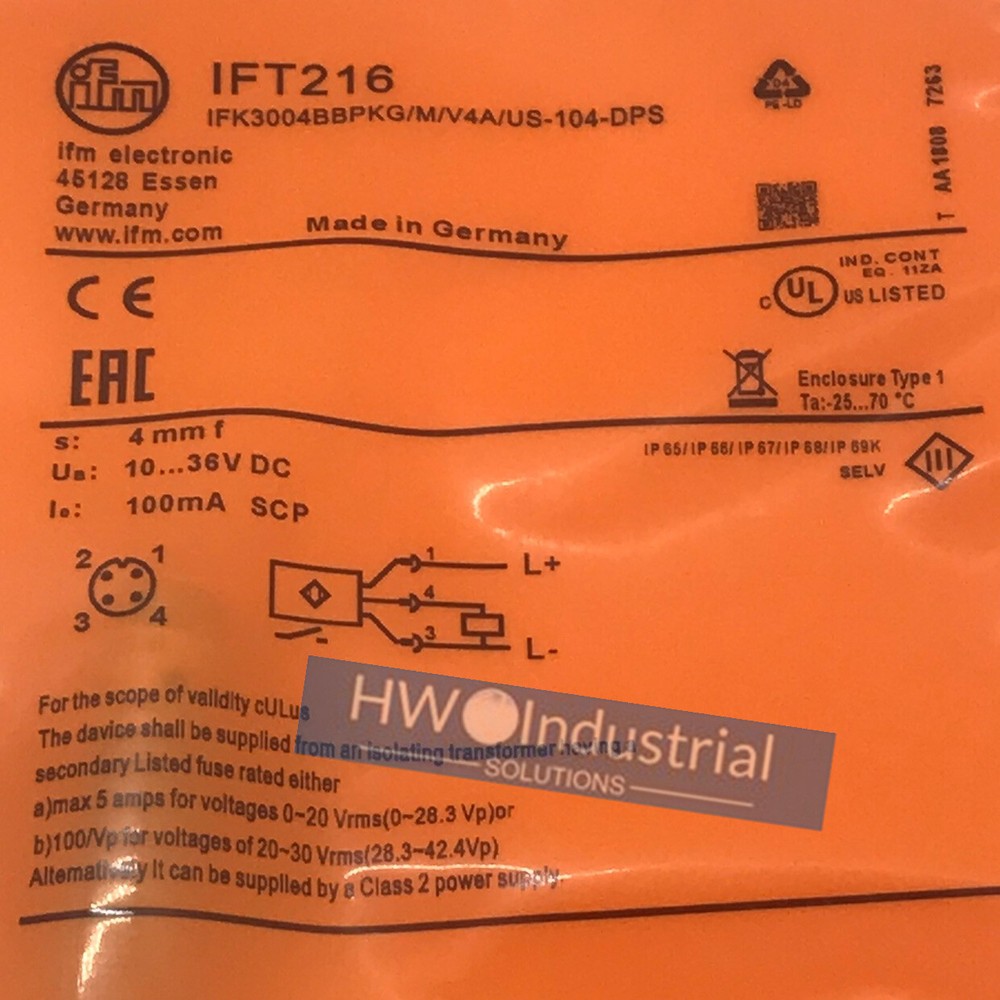 ifm
IFT216
IFK3004BBPKG/M/V4A/US-104-DPS
04
PE-LD
T AA1808 7263
ifm electronic
45128 Essen
Germany
www.ifm.com
Made in Germany
CE
IND. CONT
EQ. 11ZA
c UL US LISTED
EAC
Enclosure Type 1
Ta:-25...70 °C
s: 4 mm f
UB: 10...36V DC
Ie: 100mA SCP
IP 65/ IP 66/ IP 67/ IP 68/ IP 69K
SELV
III
2 1
3 4
1 L+
4
3 L-
For the scope of validity cULus
The davice shall be supplied from an isolating transformer having a
secondary Listed fuse rated either
a)max 5 amps for voltages 0~20 Vrms(0~28.3 Vp)or
b)100/Vp for voltages of 20~30 Vrms(28.3~42.4Vp)
Altematively it can be supplied by a Class 2 power supply.
HW Industrial
SOLUTIONS